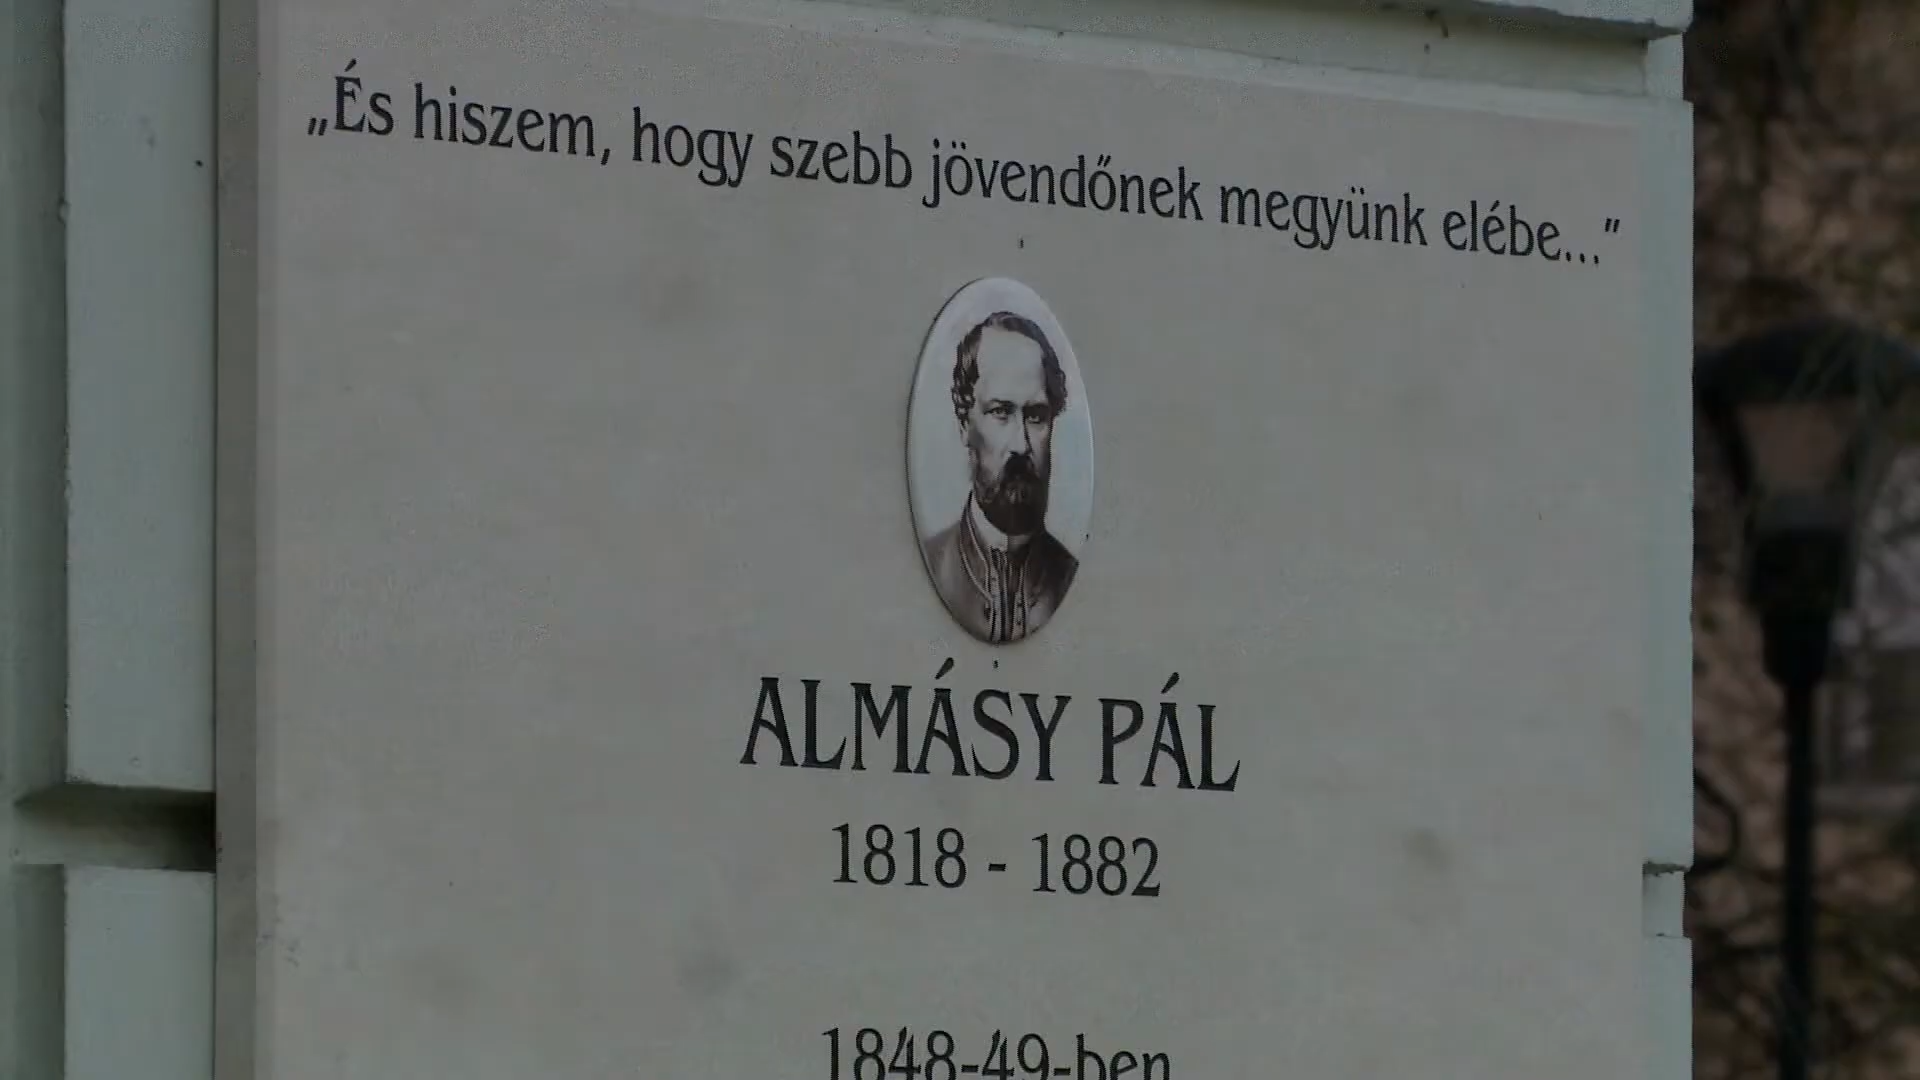 „És hiszem, hogy szebb jövendőnek megyünk elébe..."
ALMÁSY PÁL
1818 - 1882
1848-49-ben